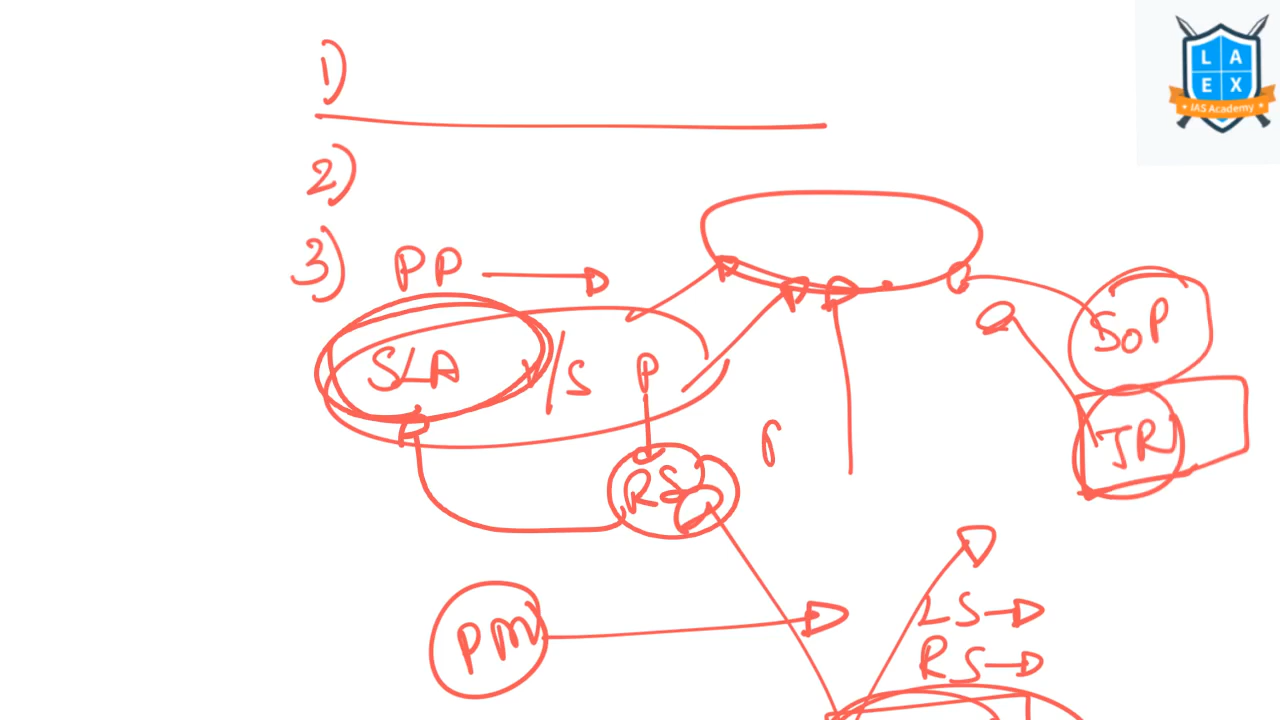 L A
E X
IAS Academy
1)
2)
3) PP
SLA V/S P
SOP
JR
RS
PM
LS
RS